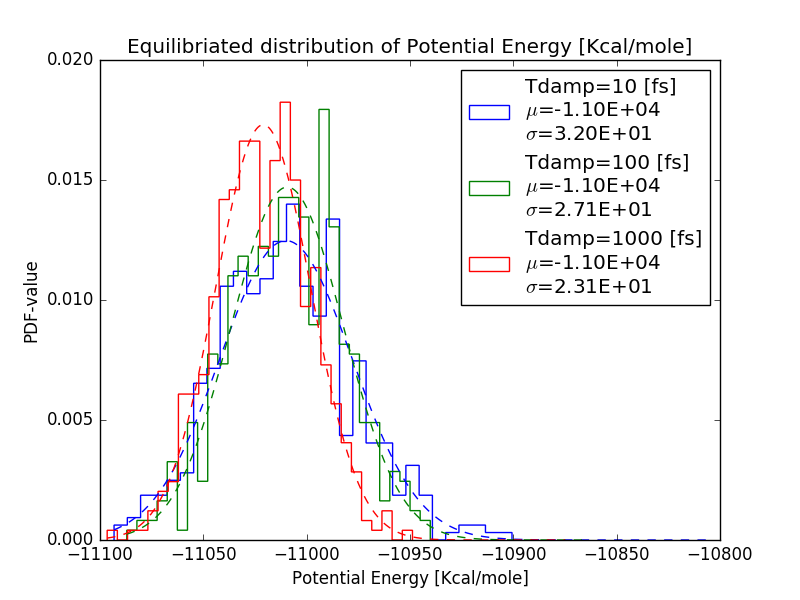 Equilibriated distribution of Potential Energy [Kcal/mole]
0.020
0.015
0.010
0.005
0.000
PDF-value
Tdamp=10 [fs]
μ=-1.10E+04
σ=3.20E+01
Tdamp=100 [fs]
μ=-1.10E+04
σ=2.71E+01
Tdamp=1000 [fs]
μ=-1.10E+04
σ=2.31E+01
−11100 −11050 −11000 −10950 −10900 −10850 −10800
Potential Energy [Kcal/mole]